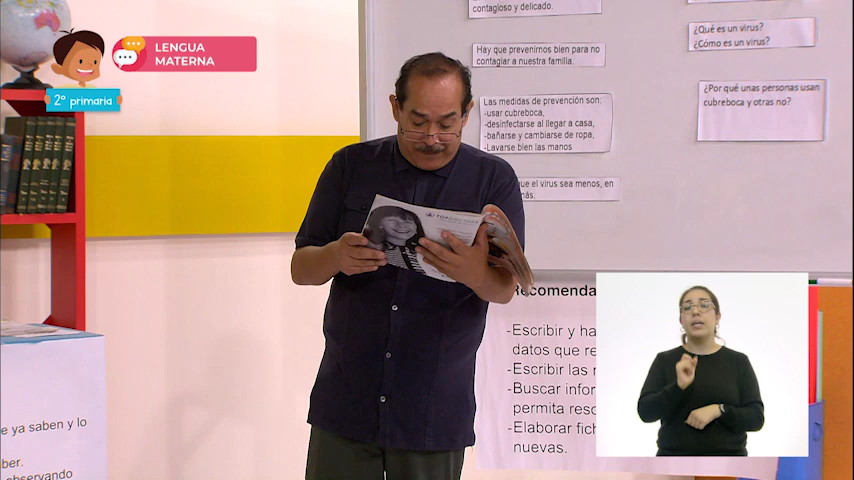 LENGUA
MATERNA
2° primaria
contagioso y delicado.
Hay que prevenirnos bien para no
contagiar a nuestra familia.
Las medidas de prevención son:
-usar cubreboca,
-desinfectarse al llegar a casa,
-bañarse y cambiarse de ropa,
-Lavarse bien las manos
que el virus sea menos, en
más.
¿Qué es un virus?
¿Cómo es un virus?
¿Por qué unas personas usan
cubreboca y otras no?
Recomenda
-Escribir y ha
datos que re
-Escribir las
-Buscar infor
permita reso
-Elaborar fich
nuevas.
e ya saben y lo
ber.
observando